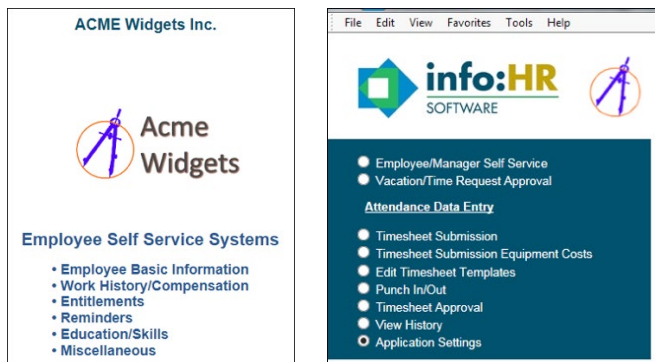 ACME Widgets Inc.
Acme
Widgets
Employee Self Service Systems
• Employee Basic Information
• Work History/Compensation
• Entitlements
• Reminders
• Education/Skills
• Miscellaneous
File Edit View Favorites Tools Help
info:HR
SOFTWARE
Employee/Manager Self Service
Vacation/Time Request Approval
Attendance Data Entry
Timesheet Submission
Timesheet Submission Equipment Costs
Edit Timesheet Templates
Punch In/Out
Timesheet Approval
View History
Application Settings